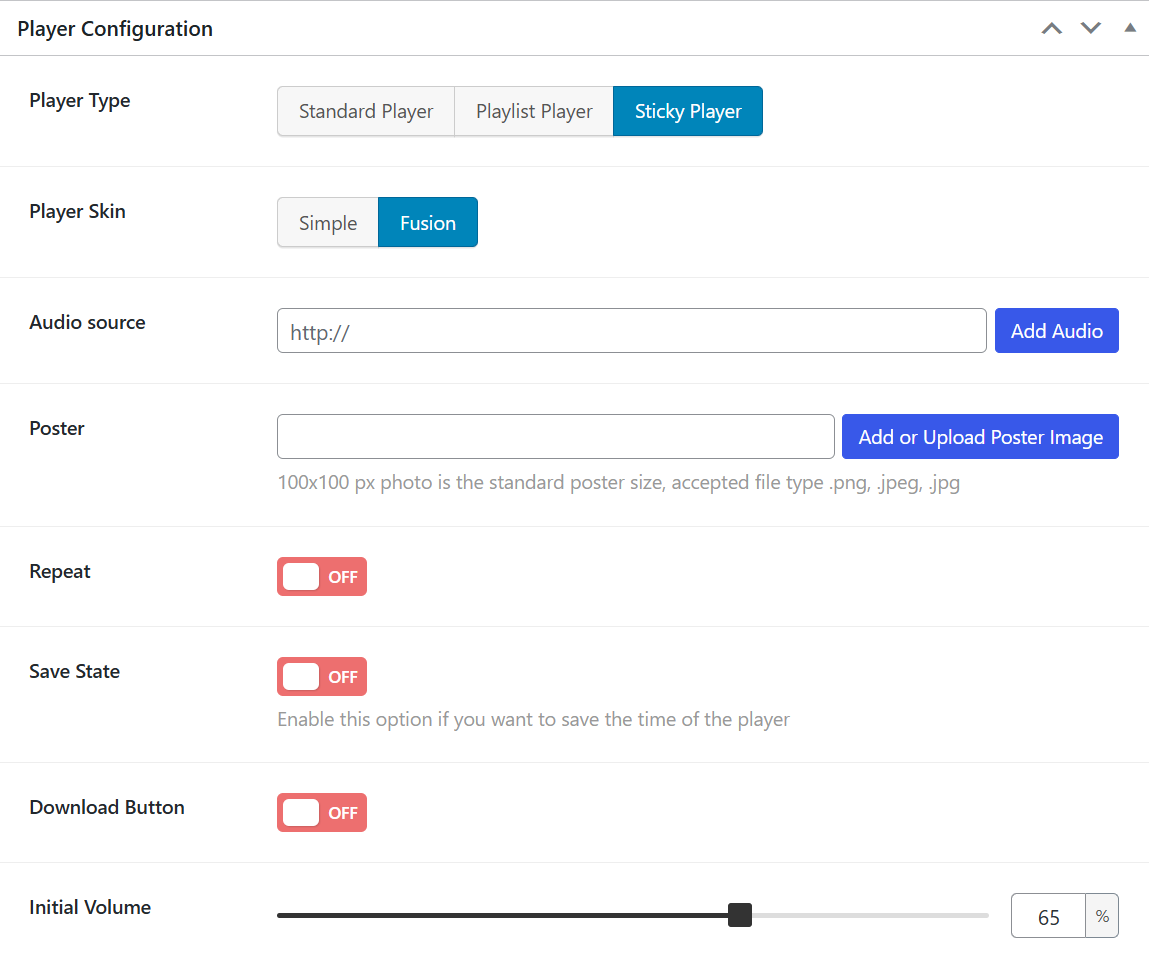 Player Configuration
Player Type
Standard Player Playlist Player Sticky Player
Player Skin
Simple Fusion
Audio source
http:// Add Audio
Poster
Add or Upload Poster Image
100x100 px photo is the standard poster size, accepted file type .png, .jpeg, .jpg
Repeat
OFF
Save State
OFF
Enable this option if you want to save the time of the player
Download Button
OFF
Initial Volume
65 %